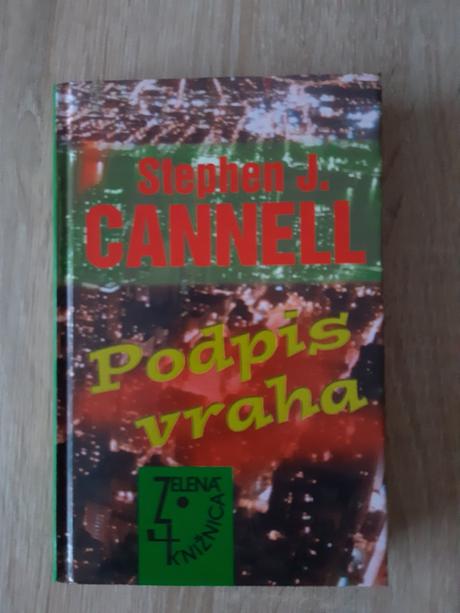 Stephen J.
CANNELL
Podpis
vraha
ZELENÁ
KNIŽNICA